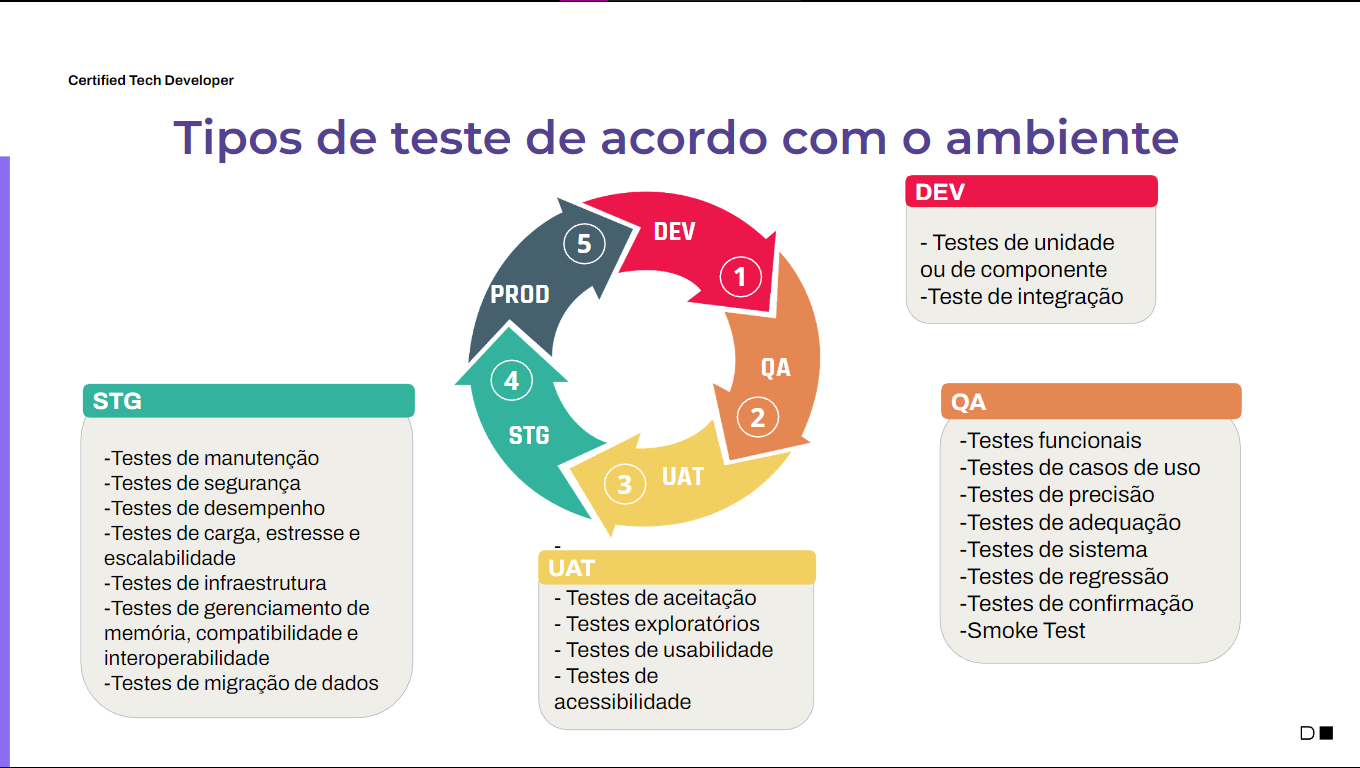 Certified Tech Developer
Tipos de teste de acordo com o ambiente
DEV
1
QA
2
UAT
3
STG
4
PROD
5
DEV
- Testes de unidade
ou de componente
-Teste de integração
QA
-Testes funcionais
-Testes de casos de uso
-Testes de precisão
-Testes de adequação
-Testes de sistema
-Testes de regressão
-Testes de confirmação
-Smoke Test
-
UAT
- Testes de aceitação
- Testes exploratórios
- Testes de usabilidade
- Testes de
acessibilidade
STG
-Testes de manutenção
-Testes de segurança
-Testes de desempenho
-Testes de carga, estresse e
escalabilidade
-Testes de infraestrutura
-Testes de gerenciamento de
memória, compatibilidade e
interoperabilidade
-Testes de migração de dados
D